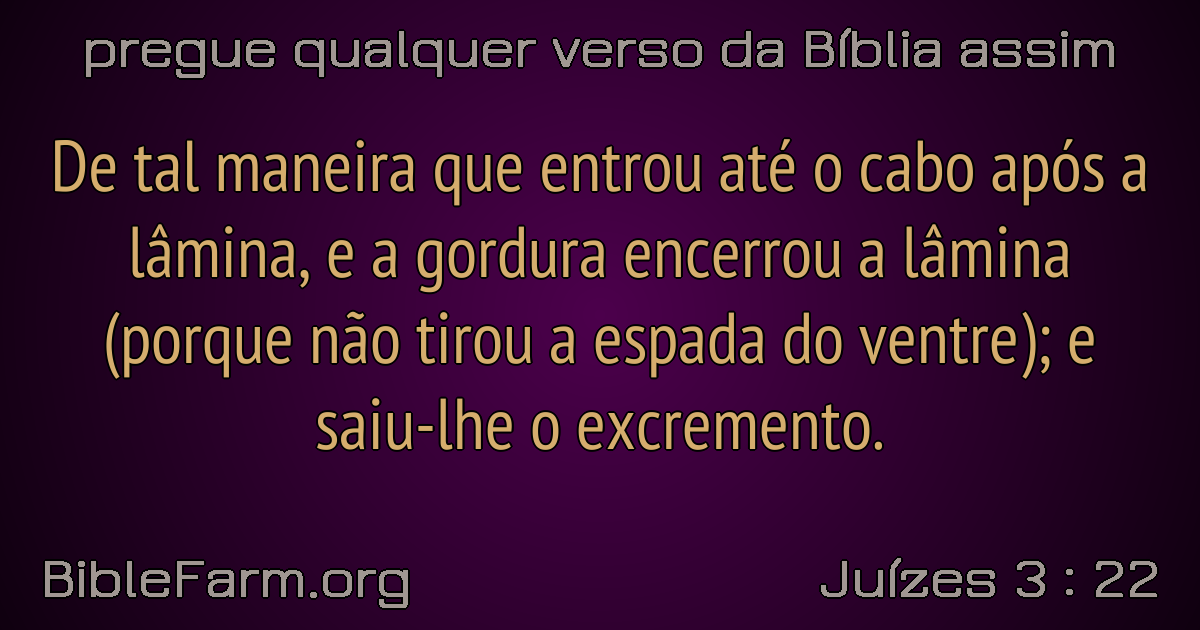 pregue qualquer verso da Bíblia assim
De tal maneira que entrou até o cabo após a
lâmina, e a gordura encerrou a lâmina
(porque não tirou a espada do ventre); e
saiu-lhe o excremento.
BibleFarm.org
Juízes 3 : 22